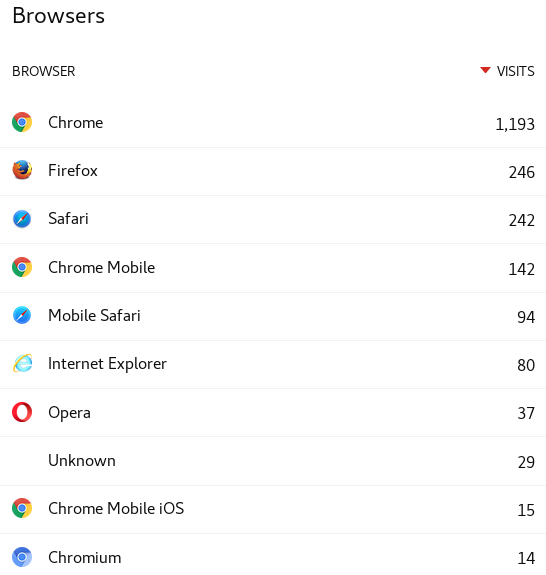 Browsers
BROWSER VISITS
Chrome 1,193
Firefox 246
Safari 242
Chrome Mobile 142
Mobile Safari 94
Internet Explorer 80
Opera 37
Unknown 29
Chrome Mobile iOS 15
Chromium 14